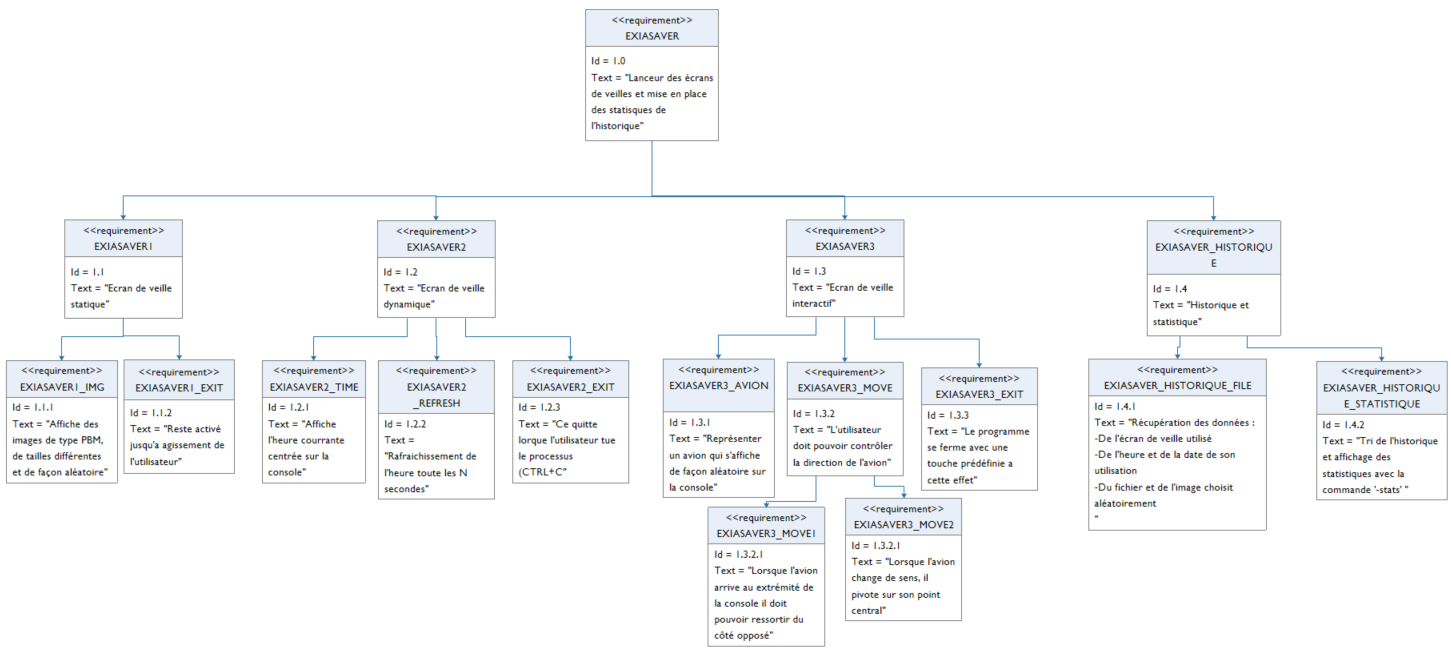 <<requirement>>
EXIASAVER
Id = 1.0
Text = "Lanceur des écrans
de veilles et mise en place
des statisques de
l'historique"
<<requirement>>
EXIASAVER1
Id = 1.1
Text = "Ecran de veille
statique"
<<requirement>>
EXIASAVER2
Id = 1.2
Text = "Ecran de veille
dynamique"
<<requirement>>
EXIASAVER3
Id = 1.3
Text = "Ecran de veille
interactif"
<<requirement>>
EXIASAVER_HISTORIQU
E
Id = 1.4
Text = "Historique et
statistique"
<<requirement>>
EXIASAVER1_IMG
Id = 1.1.1
Text = "Affiche des
images de type PBM,
de tailles différentes
et de façon aléatoire"
<<requirement>>
EXIASAVER1_EXIT
Id = 1.1.2
Text = "Reste activé
jusqu'a agissement de
l'utilisateur"
<<requirement>>
EXIASAVER2_TIME
Id = 1.2.1
Text = "Affiche
l'heure courrante
centrée sur la
console"
<<requirement>>
EXIASAVER2
_REFRESH
Id = 1.2.2
Text =
"Rafraichissement de
l'heure toute les N
secondes"
<<requirement>>
EXIASAVER2_EXIT
Id = 1.2.3
Text = "Ce quitte
lorque l'utilisateur tue
le processus
(CTRL+C"
<<requirement>>
EXIASAVER3_AVION
Id = 1.3.1
Text = "Représenter
un avion qui s'affiche
de façon aléatoire sur
la console"
<<requirement>>
EXIASAVER3_MOVE
Id = 1.3.2
Text = "L'utilisateur
doit pouvoir contrôler
la direction de l'avion"
<<requirement>>
EXIASAVER3_EXIT
Id = 1.3.3
Text = "Le programme
se ferme avec une
touche prédéfinie a
cette effet"
<<requirement>>
EXIASAVER_HISTORIQUE_FILE
Id = 1.4.1
Text = "Récupération des données :
-De l'écran de veille utilisé
-De l'heure et de la date de son
utilisation
-Du fichier et de l'image choisit
aléatoirement
"
<<requirement>>
EXIASAVER_HISTORIQU
E_STATISTIQUE
Id = 1.4.2
Text = "Tri de l'historique
et affichage des
statistiques avec la
commande '-stats' "
<<requirement>>
EXIASAVER3_MOVE1
Id = 1.3.2.1
Text = "Lorsque l'avion
arrive au extrémité de
la console il doit
pouvoir ressortir du
côté opposé"
<<requirement>>
EXIASAVER3_MOVE2
Id = 1.3.2.1
Text = "Lorsque l'avion
change de sens, il
pivote sur son point
central"